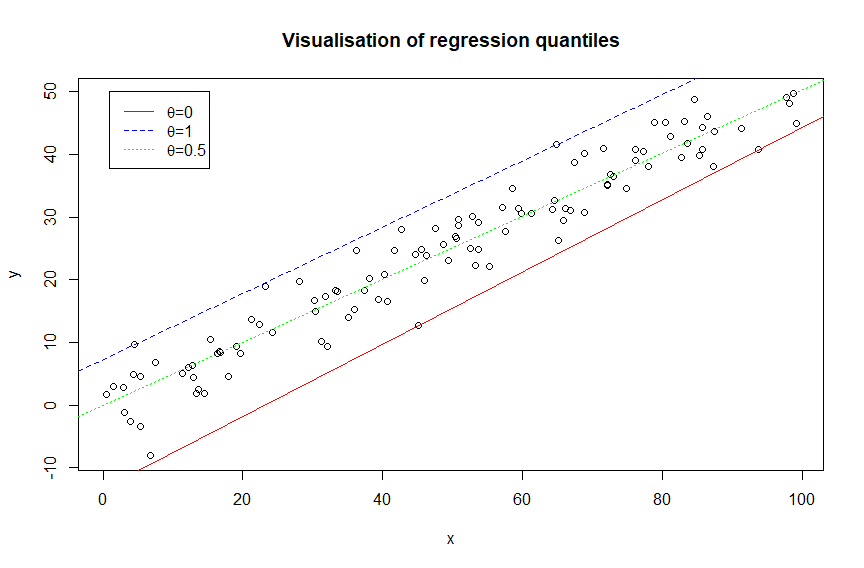 Visualisation of regression quantiles
θ=0
θ=1
θ=0.5
y
50
40
30
20
10
0
-10
0 20 40 60 80 100
x